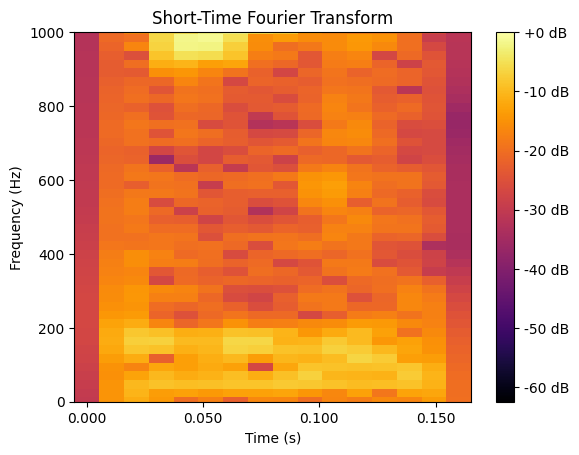 Short-Time Fourier Transform
1000
800
600
400
200
0
Frequency (Hz)
0.000
0.050
0.100
0.150
Time (s)
+0 dB
-10 dB
-20 dB
-30 dB
-40 dB
-50 dB
-60 dB